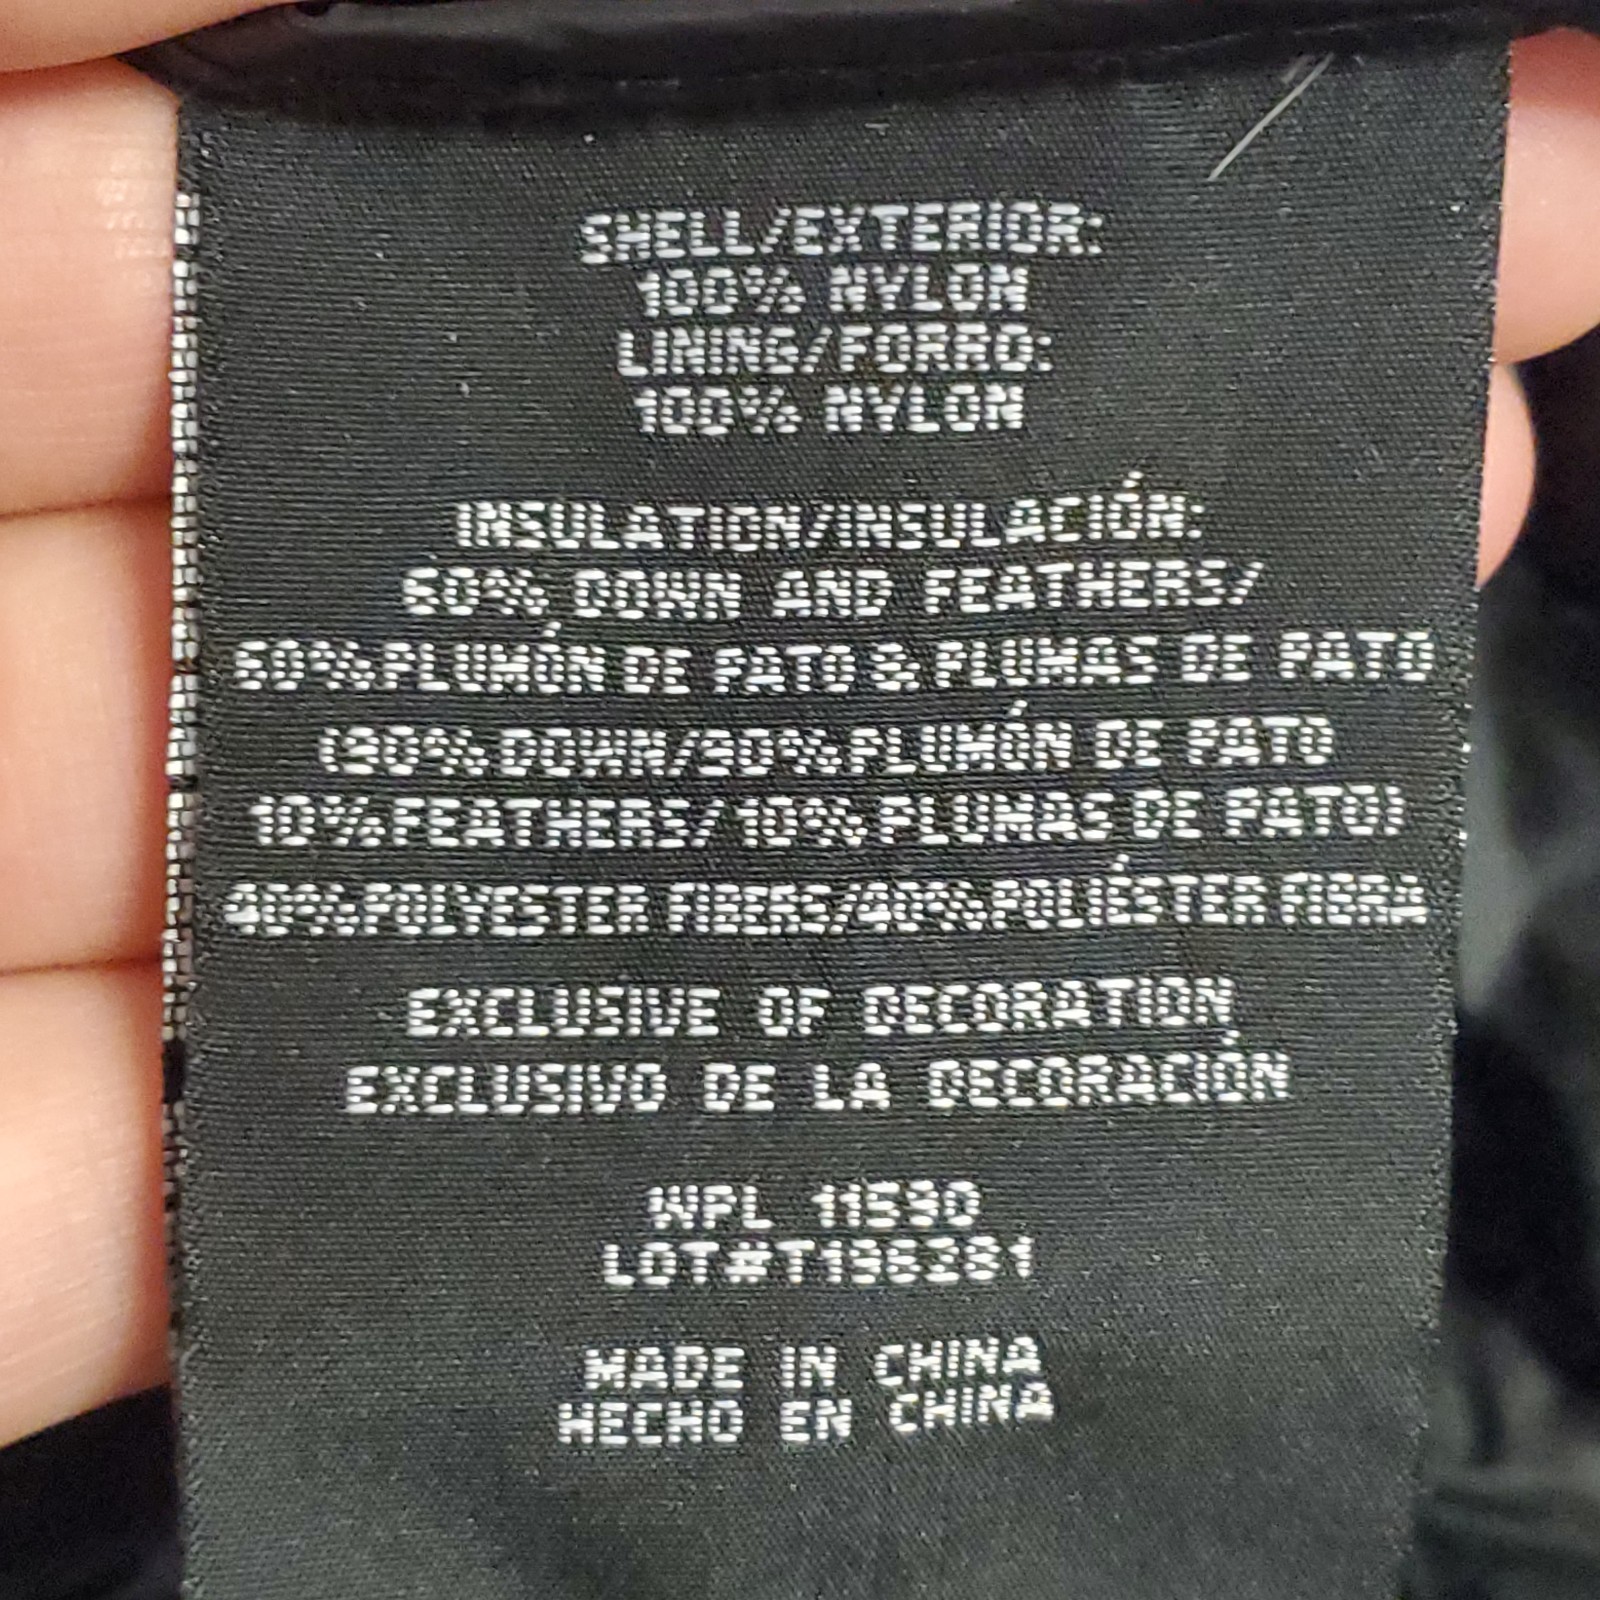 SHELL/EXTERIOR:
100% NYLON
LINING/FORRO:
100% NYLON
INSULATION/INSULACIÓN:
60% DOWN AND FEATHERS/
60% PLUMÓN DE PATO & PLUMAS DE PATO
(90% DOWN/90% PLUMÓN DE PATO
10% FEATHERS/10% PLUMAS DE PATO)
40% POLYESTER FIBERS/40% POLIÉSTER FIBRA
EXCLUSIVE OF DECORATION
EXCLUSIVO DE LA DECORACIÓN
WPL 11590
LOT#T196281
MADE IN CHINA
HECHO EN CHINA